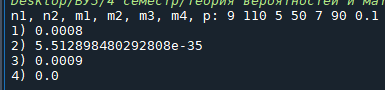 Desktop/ВУЗ/4 семестр/Теория вероятностей и мат
n1, n2, m1, m2, m3, m4, p: 9 110 5 50 7 90 0.1
1) 0.0008
2) 5.512898480292808e-35
3) 0.0009
4) 0.0